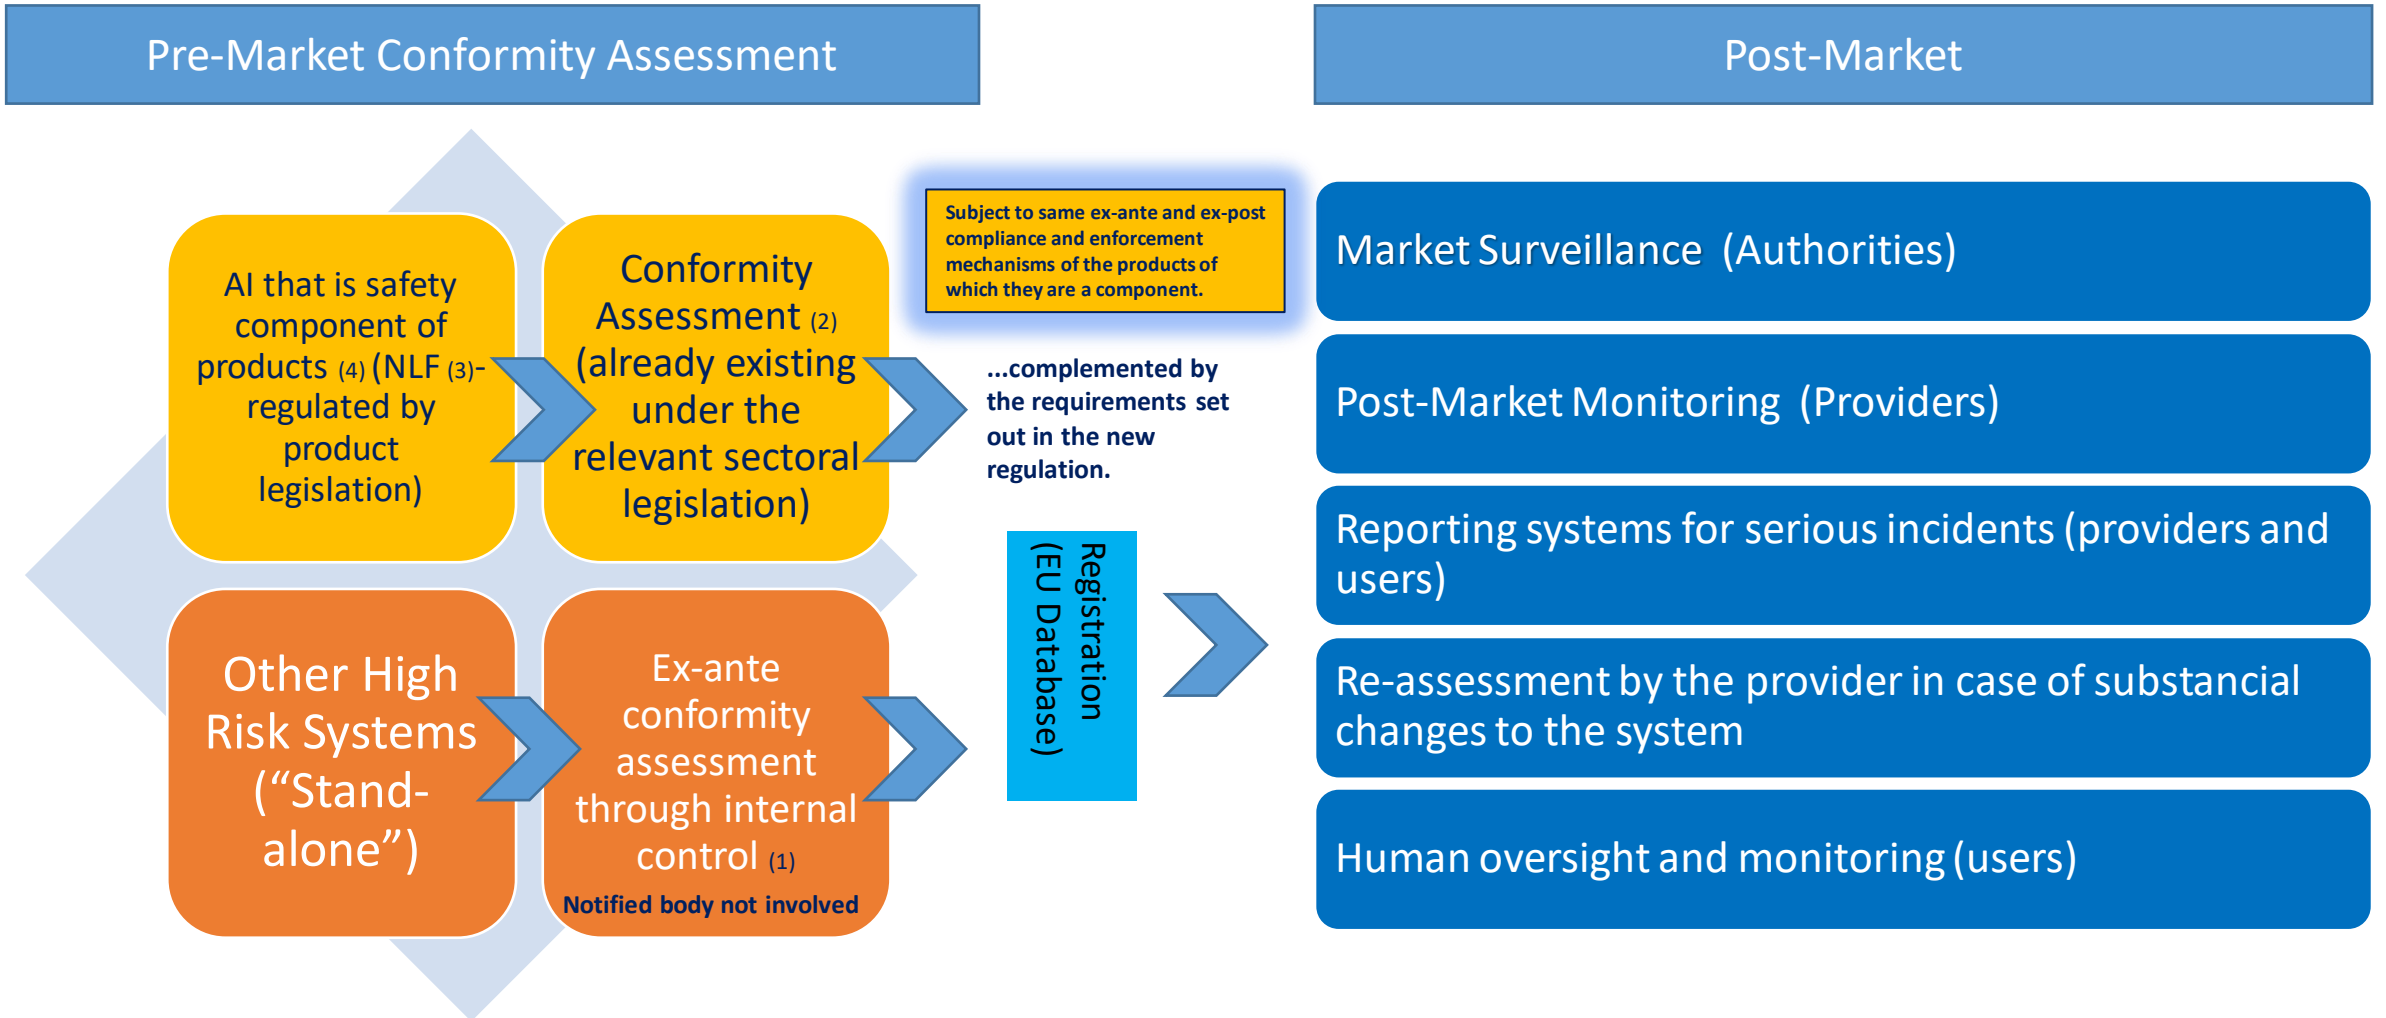 Pre-Market Conformity Assessment
Post-Market
AI that is safety
component of
products (4) (NLF (3)-
regulated by
product
legislation)
Conformity
Assessment (2)
(already existing
under the
relevant sectoral
legislation)
Subject to same ex-ante and ex-post
compliance and enforcement
mechanisms of the products of
which they are a component.
...complemented by
the requirements set
out in the new
regulation.
Other High
Risk Systems
(“Stand-
alone”)
Ex-ante
conformity
assessment
through internal
control (1)
Notified body not involved
Registration
(EU Database)
Market Surveillance (Authorities)
Post-Market Monitoring (Providers)
Reporting systems for serious incidents (providers and
users)
Re-assessment by the provider in case of substancial
changes to the system
Human oversight and monitoring (users)